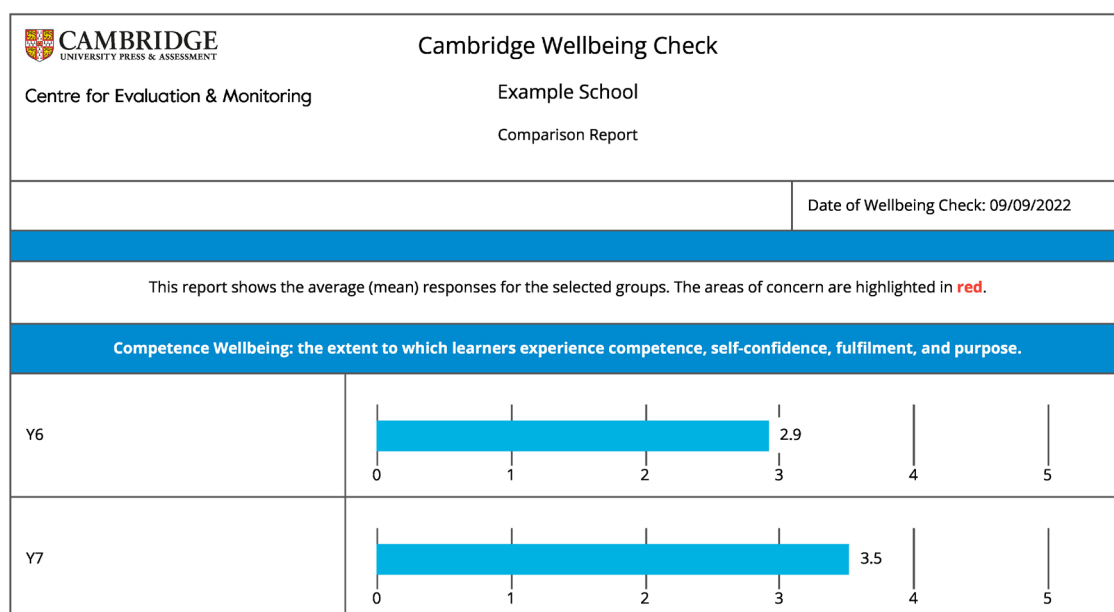 CAMBRIDGE
UNIVERSITY PRESS & ASSESSMENT
Cambridge Wellbeing Check
Centre for Evaluation & Monitoring
Example School
Comparison Report
Date of Wellbeing Check: 09/09/2022
This report shows the average (mean) responses for the selected groups. The areas of concern are highlighted in red.
Competence Wellbeing: the extent to which learners experience competence, self-confidence, fulfilment, and purpose.
Y6
2.9
0 1 2 3 4 5
Y7
3.5
0 1 2 3 4 5